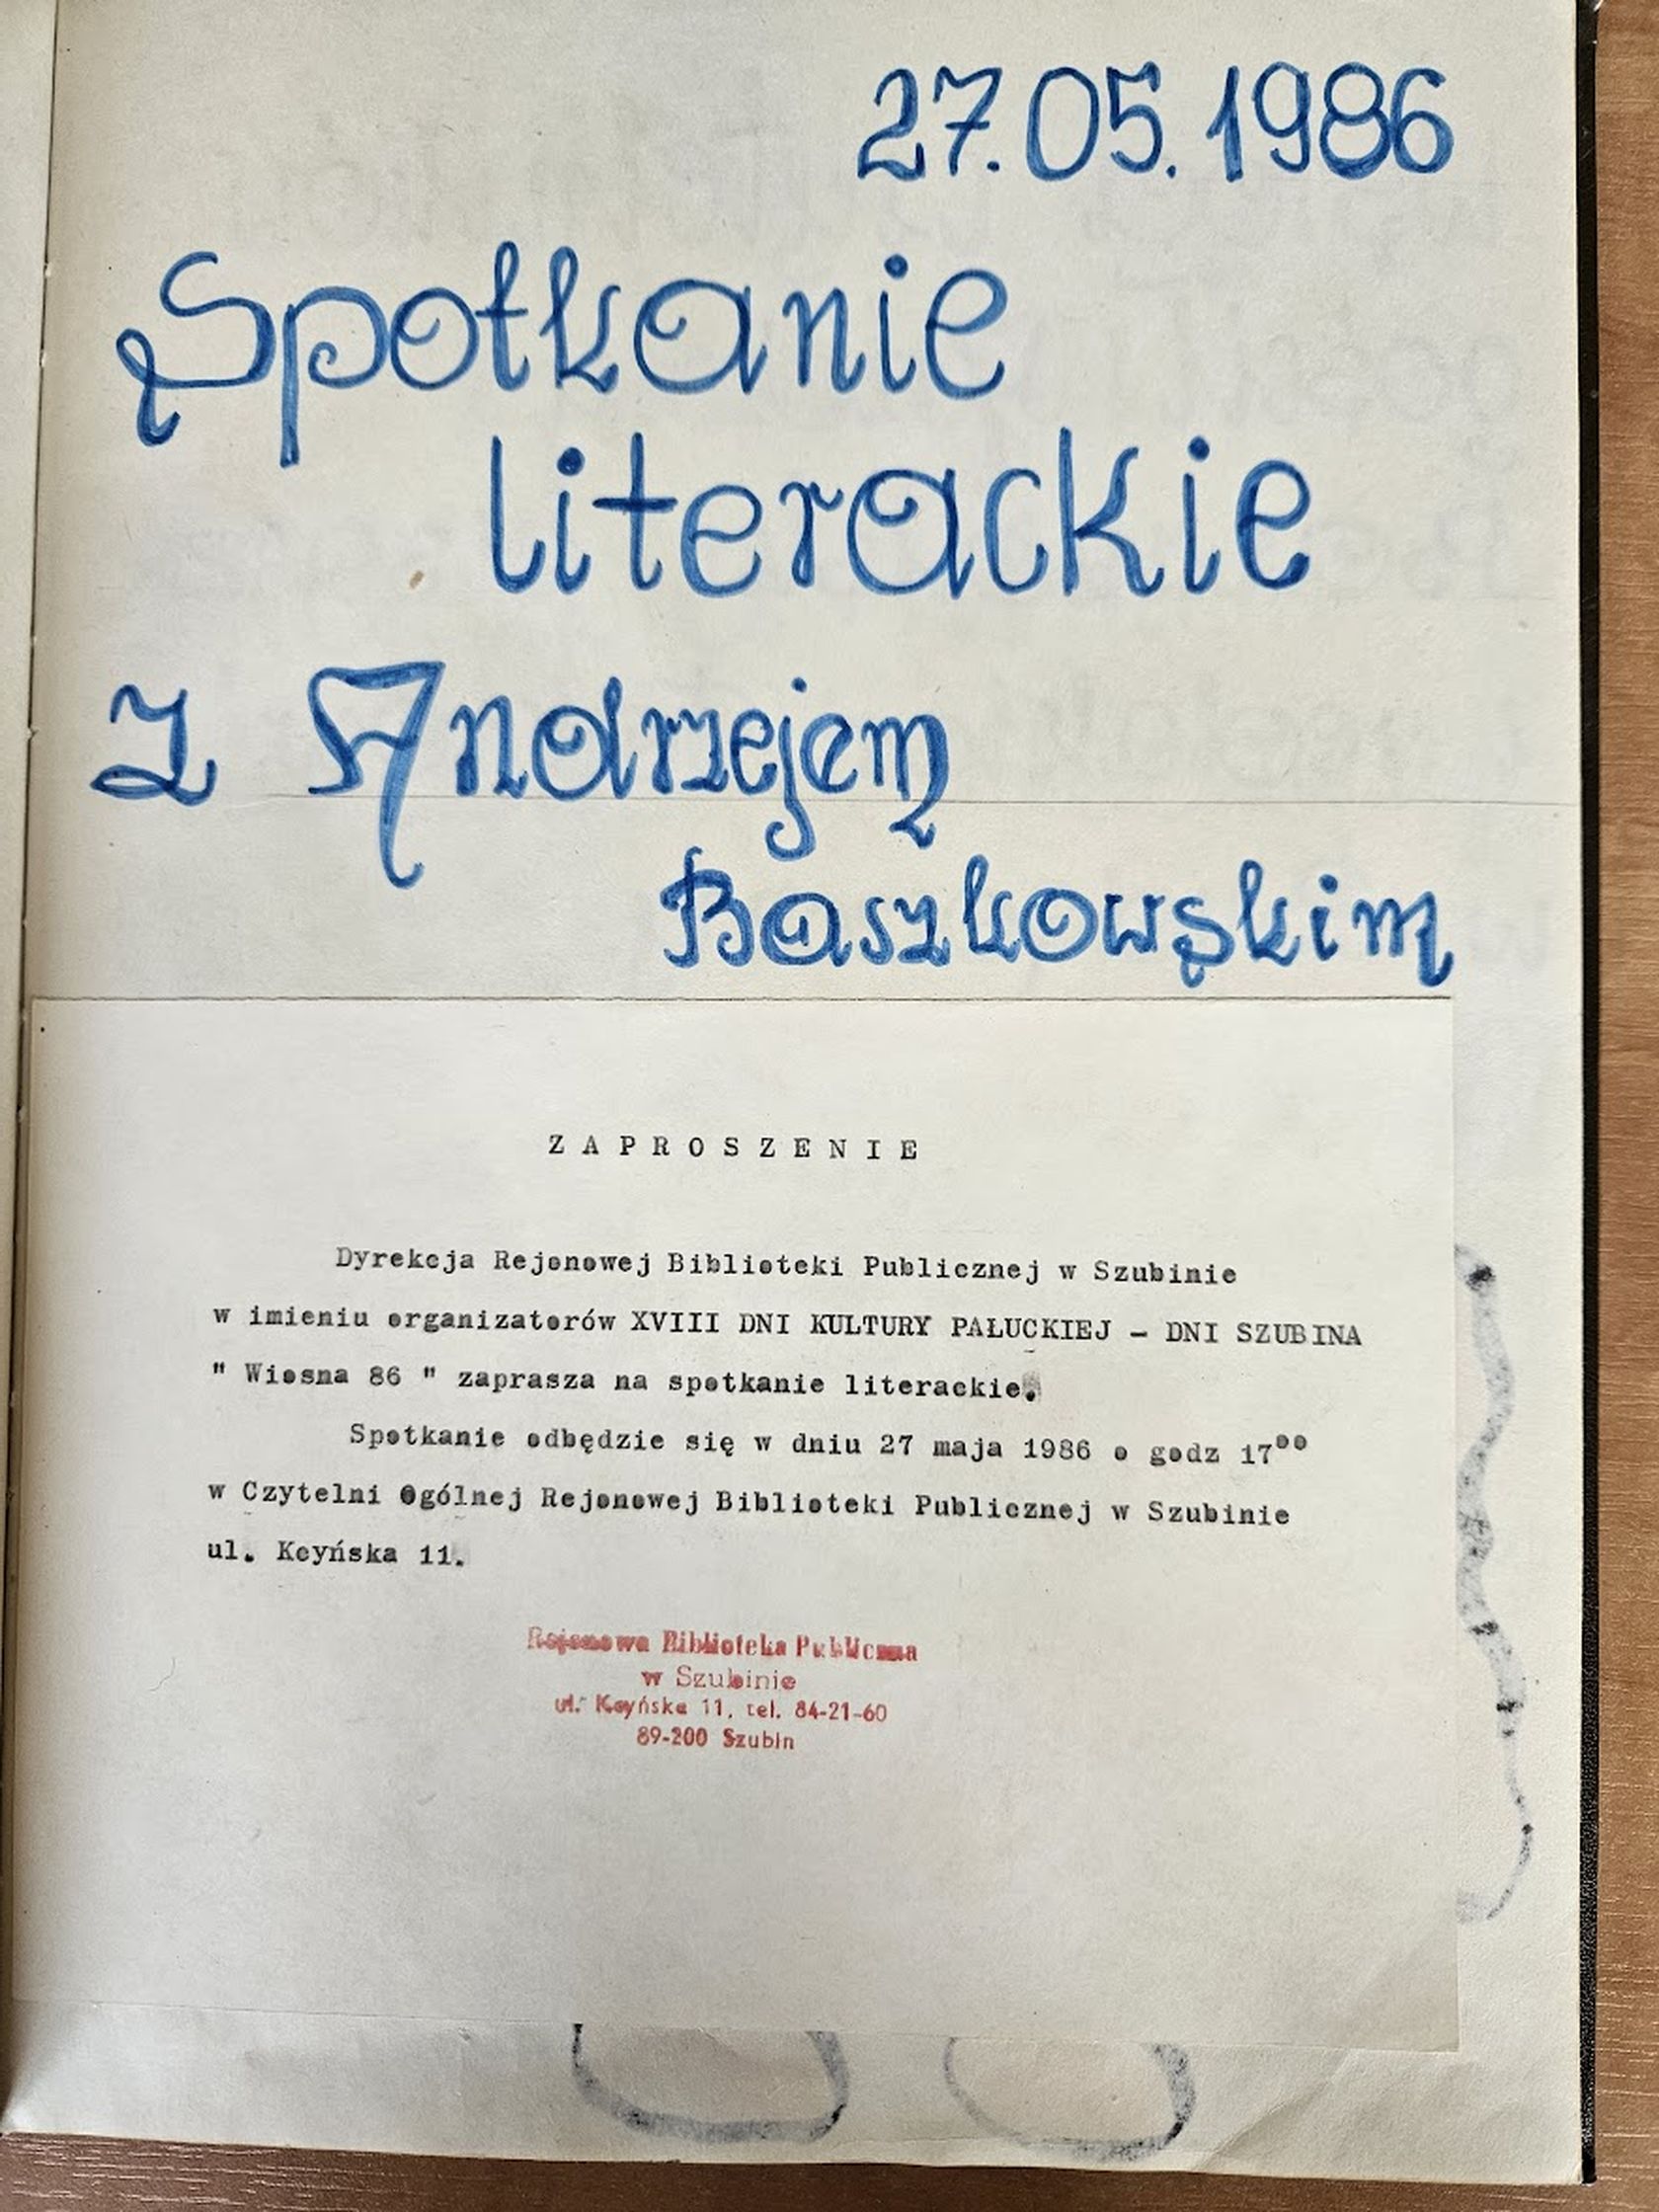 27.05.1986
Spotkanie
literackie
z Andrzejem
Baszkowskim
ZAPROSZENIE
Dyrekcja Rejonowej Biblioteki Publicznej w Szubinie
w imieniu organizatorów XVIII DNI KULTURY PAŁUCKIEJ – DNI SZUBINA
" Wiosna 86 " zaprasza na spotkanie literackie.
Spotkanie odbędzie się w dniu 27 maja 1986 o godz 17⁰⁰
w Czytelni Ogólnej Rejonowej Biblioteki Publicznej w Szubinie
ul. Kcyńska 11.
Rejonowa Biblioteka Publiczna
w Szubinie
ul. Kcyńska 11, tel. 84-21-60
89-200 Szubin